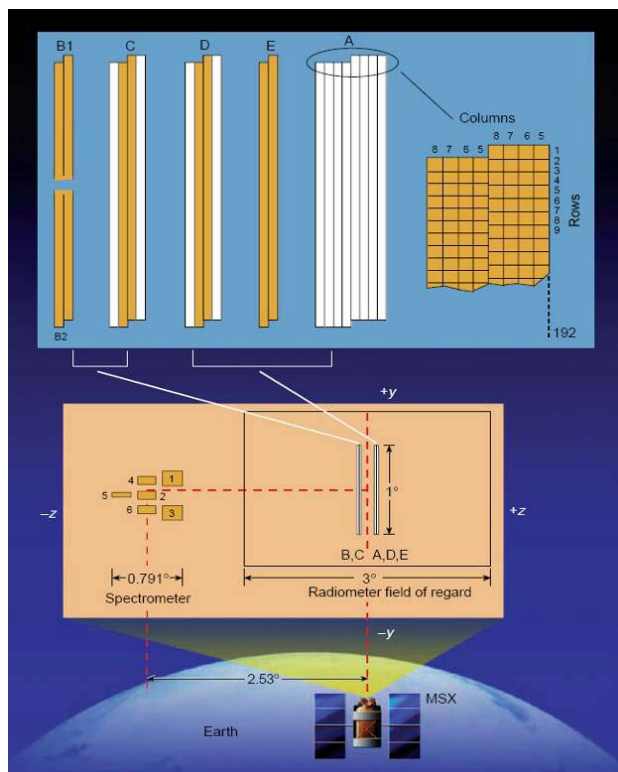 B1 C D E A
Columns
8 7 6 5 8 7 6 5
1
2
3
4
5
6
7
8
9
Rows
192
B2
+y
4 1
5 2
6 3
–z
+z
1°
B,C A,D,E
0.791°
3°
Spectrometer
Radiometer field of regard
–y
2.53°
MSX
Earth